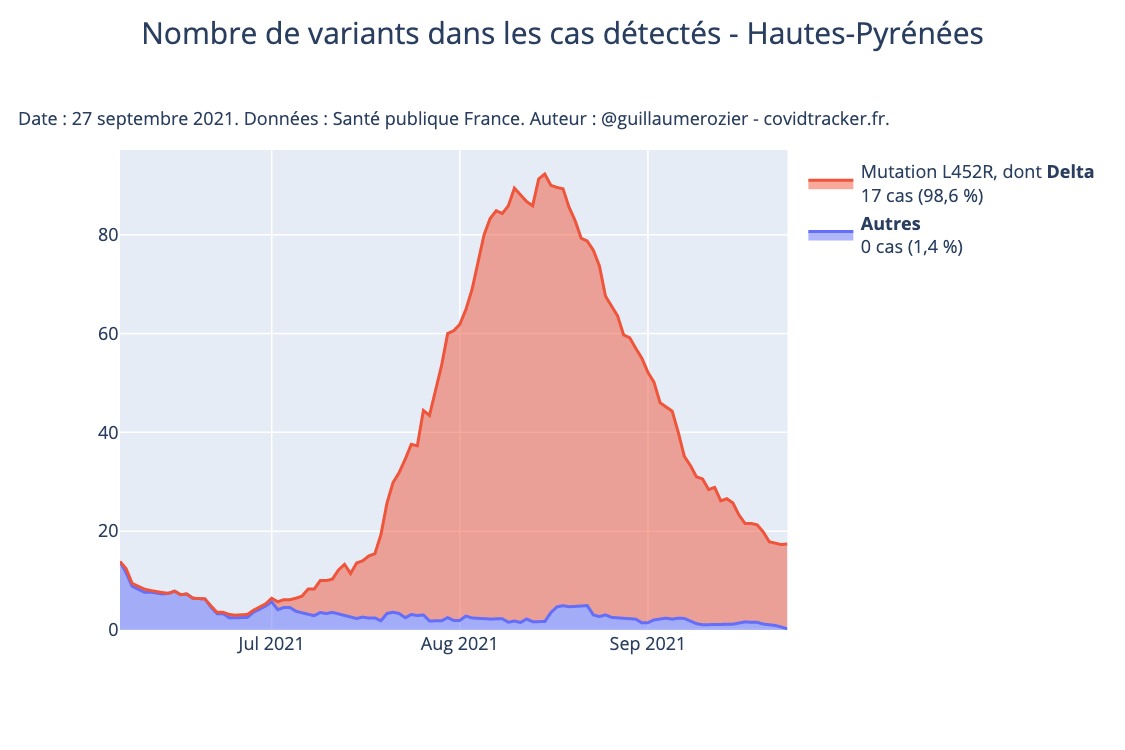 Nombre de variants dans les cas détectés - Hautes-Pyrénées
Date : 27 septembre 2021. Données : Santé publique France. Auteur : @guillaumerozier - covidtracker.fr.
Mutation L452R, dont Delta
17 cas (98,6 %)
Autres
0 cas (1,4 %)
80
60
40
20
0
Jul 2021 Aug 2021 Sep 2021